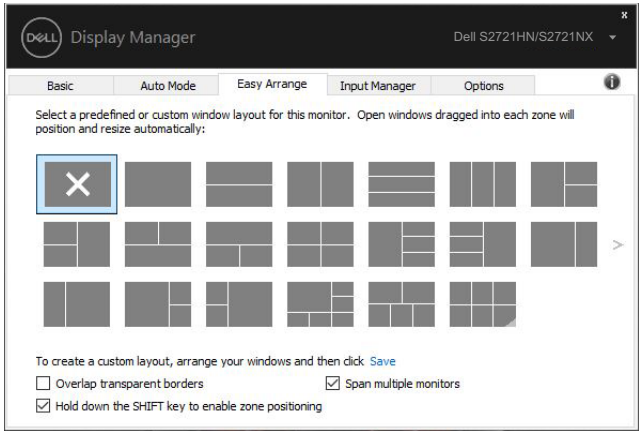 x
DELL Display Manager
Dell S2721HN/S2721NX
Basic Auto Mode Easy Arrange Input Manager Options
Select a predefined or custom window layout for this monitor. Open windows dragged into each zone will
position and resize automatically:
To create a custom layout, arrange your windows and then click Save
Overlap transparent borders Span multiple monitors
Hold down the SHIFT key to enable zone positioning